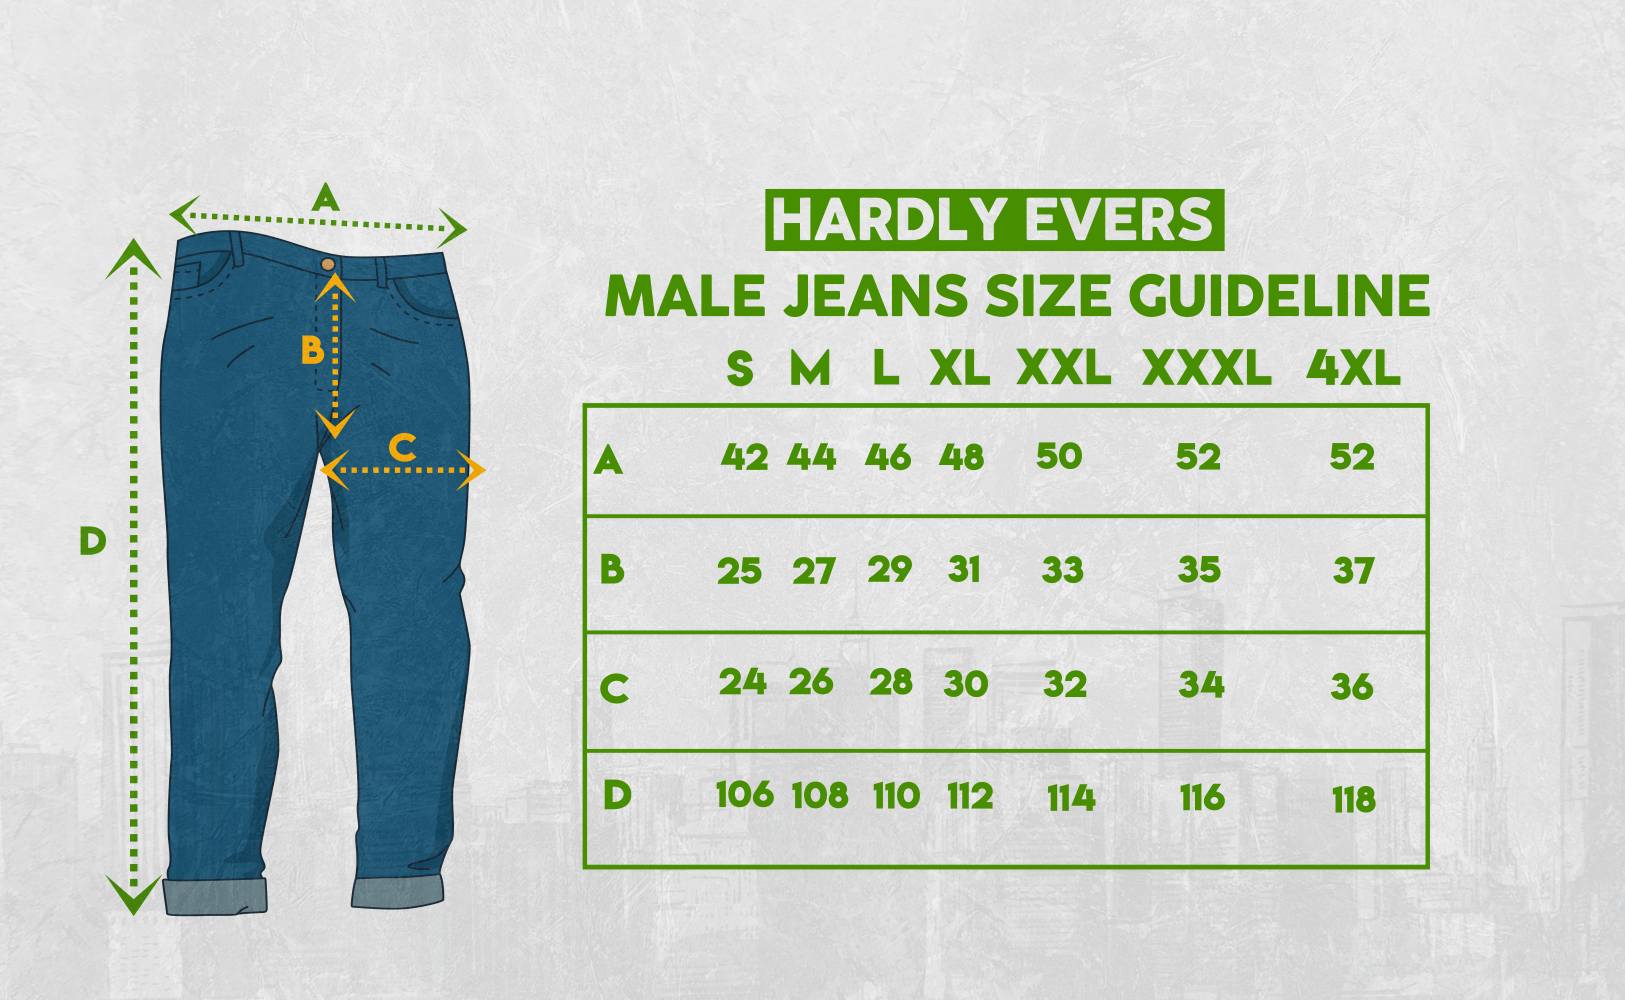 HARDLY EVERS
MALE JEANS SIZE GUIDELINE
S M L XL XXL XXXL 4XL
A 42 44 46 48 50 52 52
B 25 27 29 31 33 35 37
C 24 26 28 30 32 34 36
D 106 108 110 112 114 116 118
A
B
C
D